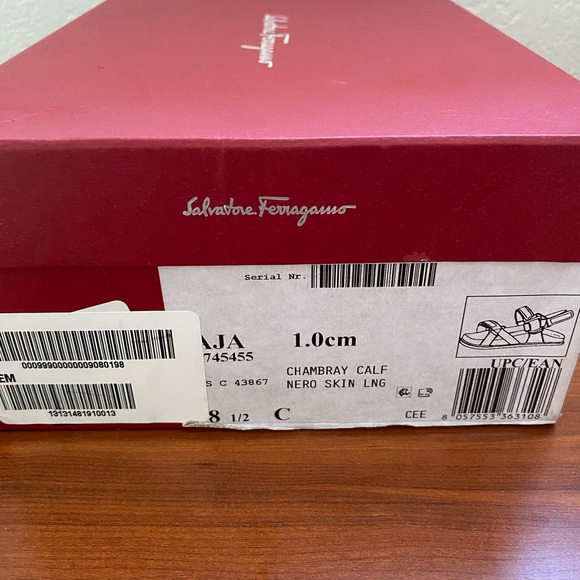 Salvatore Ferragamo
Salvatore Ferragamo
Serial Nr.
AJA 1.0cm
745455
CHAMBRAY CALF
S C 43867 NERO SKIN LNG
8 1/2 C CEE
UPC/EAN
8 057553 363108
00099900000009080198
EM
13131481910013